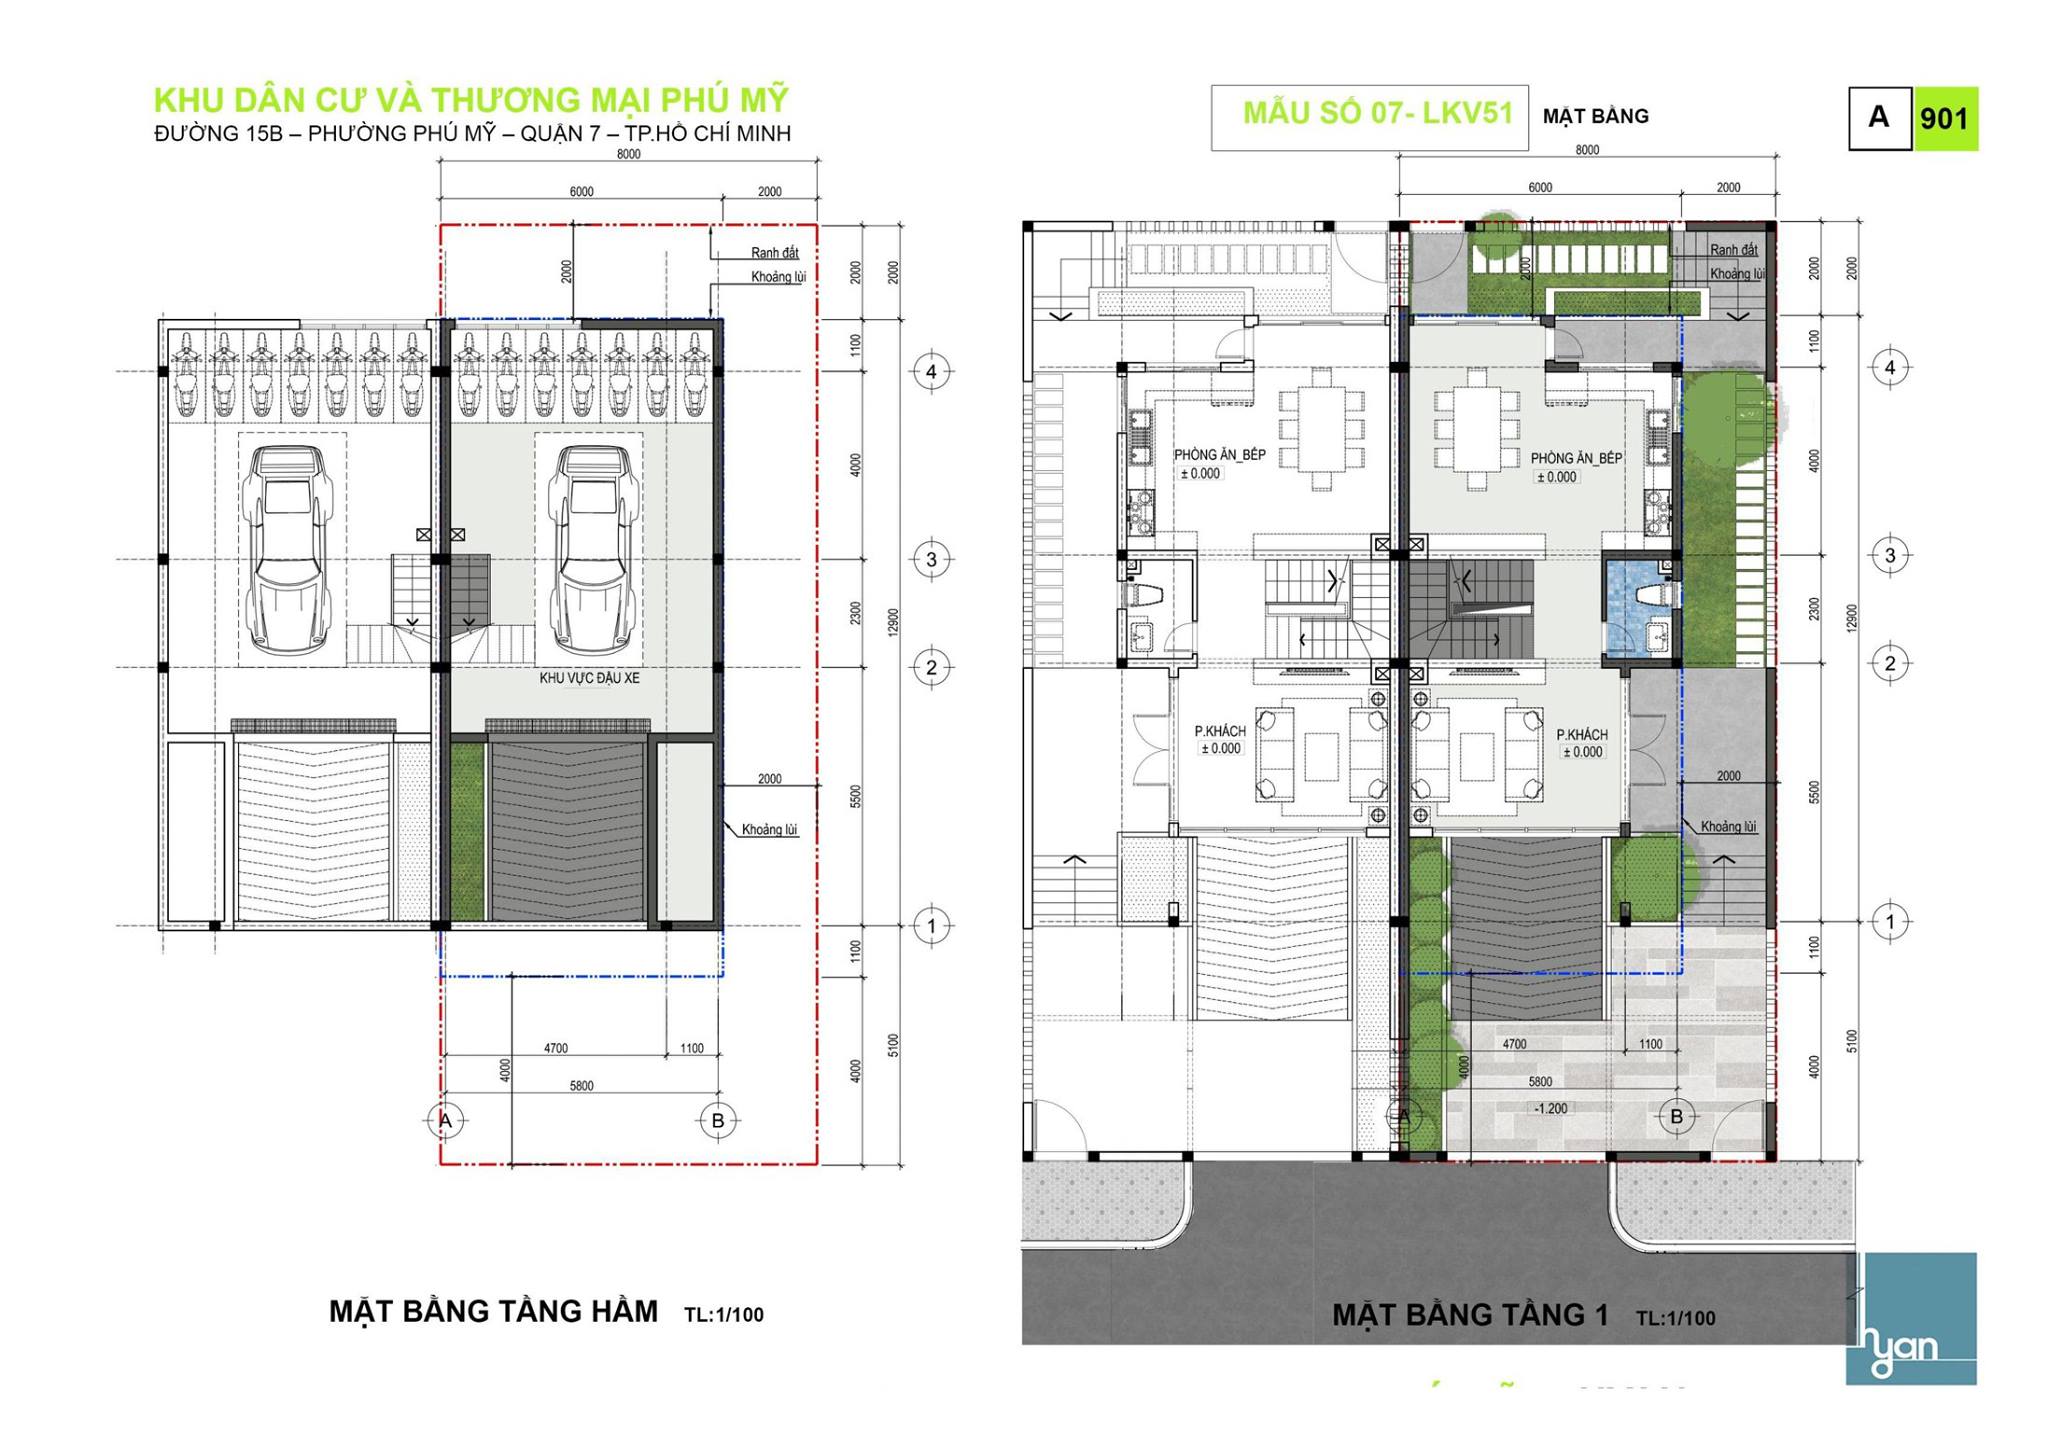 KHU DÂN CƯ VÀ THƯƠNG MẠI PHÚ MỸ
ĐƯỜNG 15B – PHƯỜNG PHÚ MỸ – QUẬN 7 – TP.HỒ CHÍ MINH
8000
6000
2000
2000
Ranh đất
Khoảng lùi
2000
2000
1100
4
4000
3
2300
12900
2
KHU VỰC ĐẬU XE
2000
5500
Khoảng lùi
1
1100
4700
1100
4000
5800
4000
5100
A
B
MẶT BẰNG TẦNG HẦM TL:1/100
MẪU SỐ 07- LKV51
MẶT BẰNG
A
901
8000
6000
2000
2000
Ranh đất
Khoảng lùi
2000
2000
1100
4
PHÒNG ĂN_BẾP
± 0.000
PHÒNG ĂN_BẾP
± 0.000
4000
3
2300
12900
2
P.KHÁCH
± 0.000
P.KHÁCH
± 0.000
2000
5500
Khoảng lùi
1
1100
4700
1100
4000
5800
4000
5100
-1.200
A
B
MẶT BẰNG TẦNG 1 TL:1/100
nyan